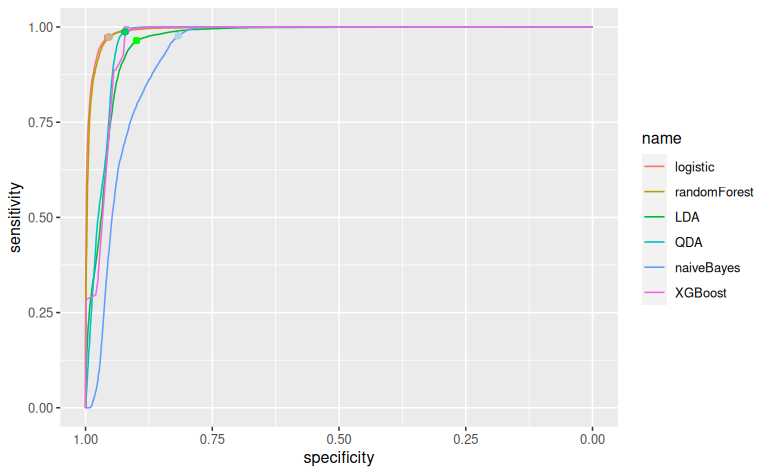 1.00
0.75
0.50
0.25
0.00
sensitivity
1.00 0.75 0.50 0.25 0.00
specificity
name
logistic
randomForest
LDA
QDA
naiveBayes
XGBoost